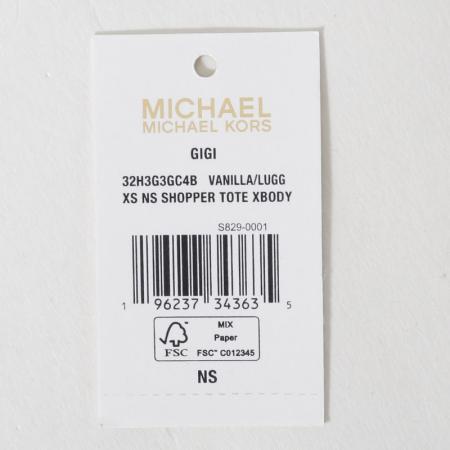 MICHAEL
MICHAEL KORS
GIGI
32H3G3GC4B VANILLA/LUGG
XS NS SHOPPER TOTE XBODY
S829-0001
1 96237 34363 5
FSC
MIX
Paper
FSC™ C012345
NS